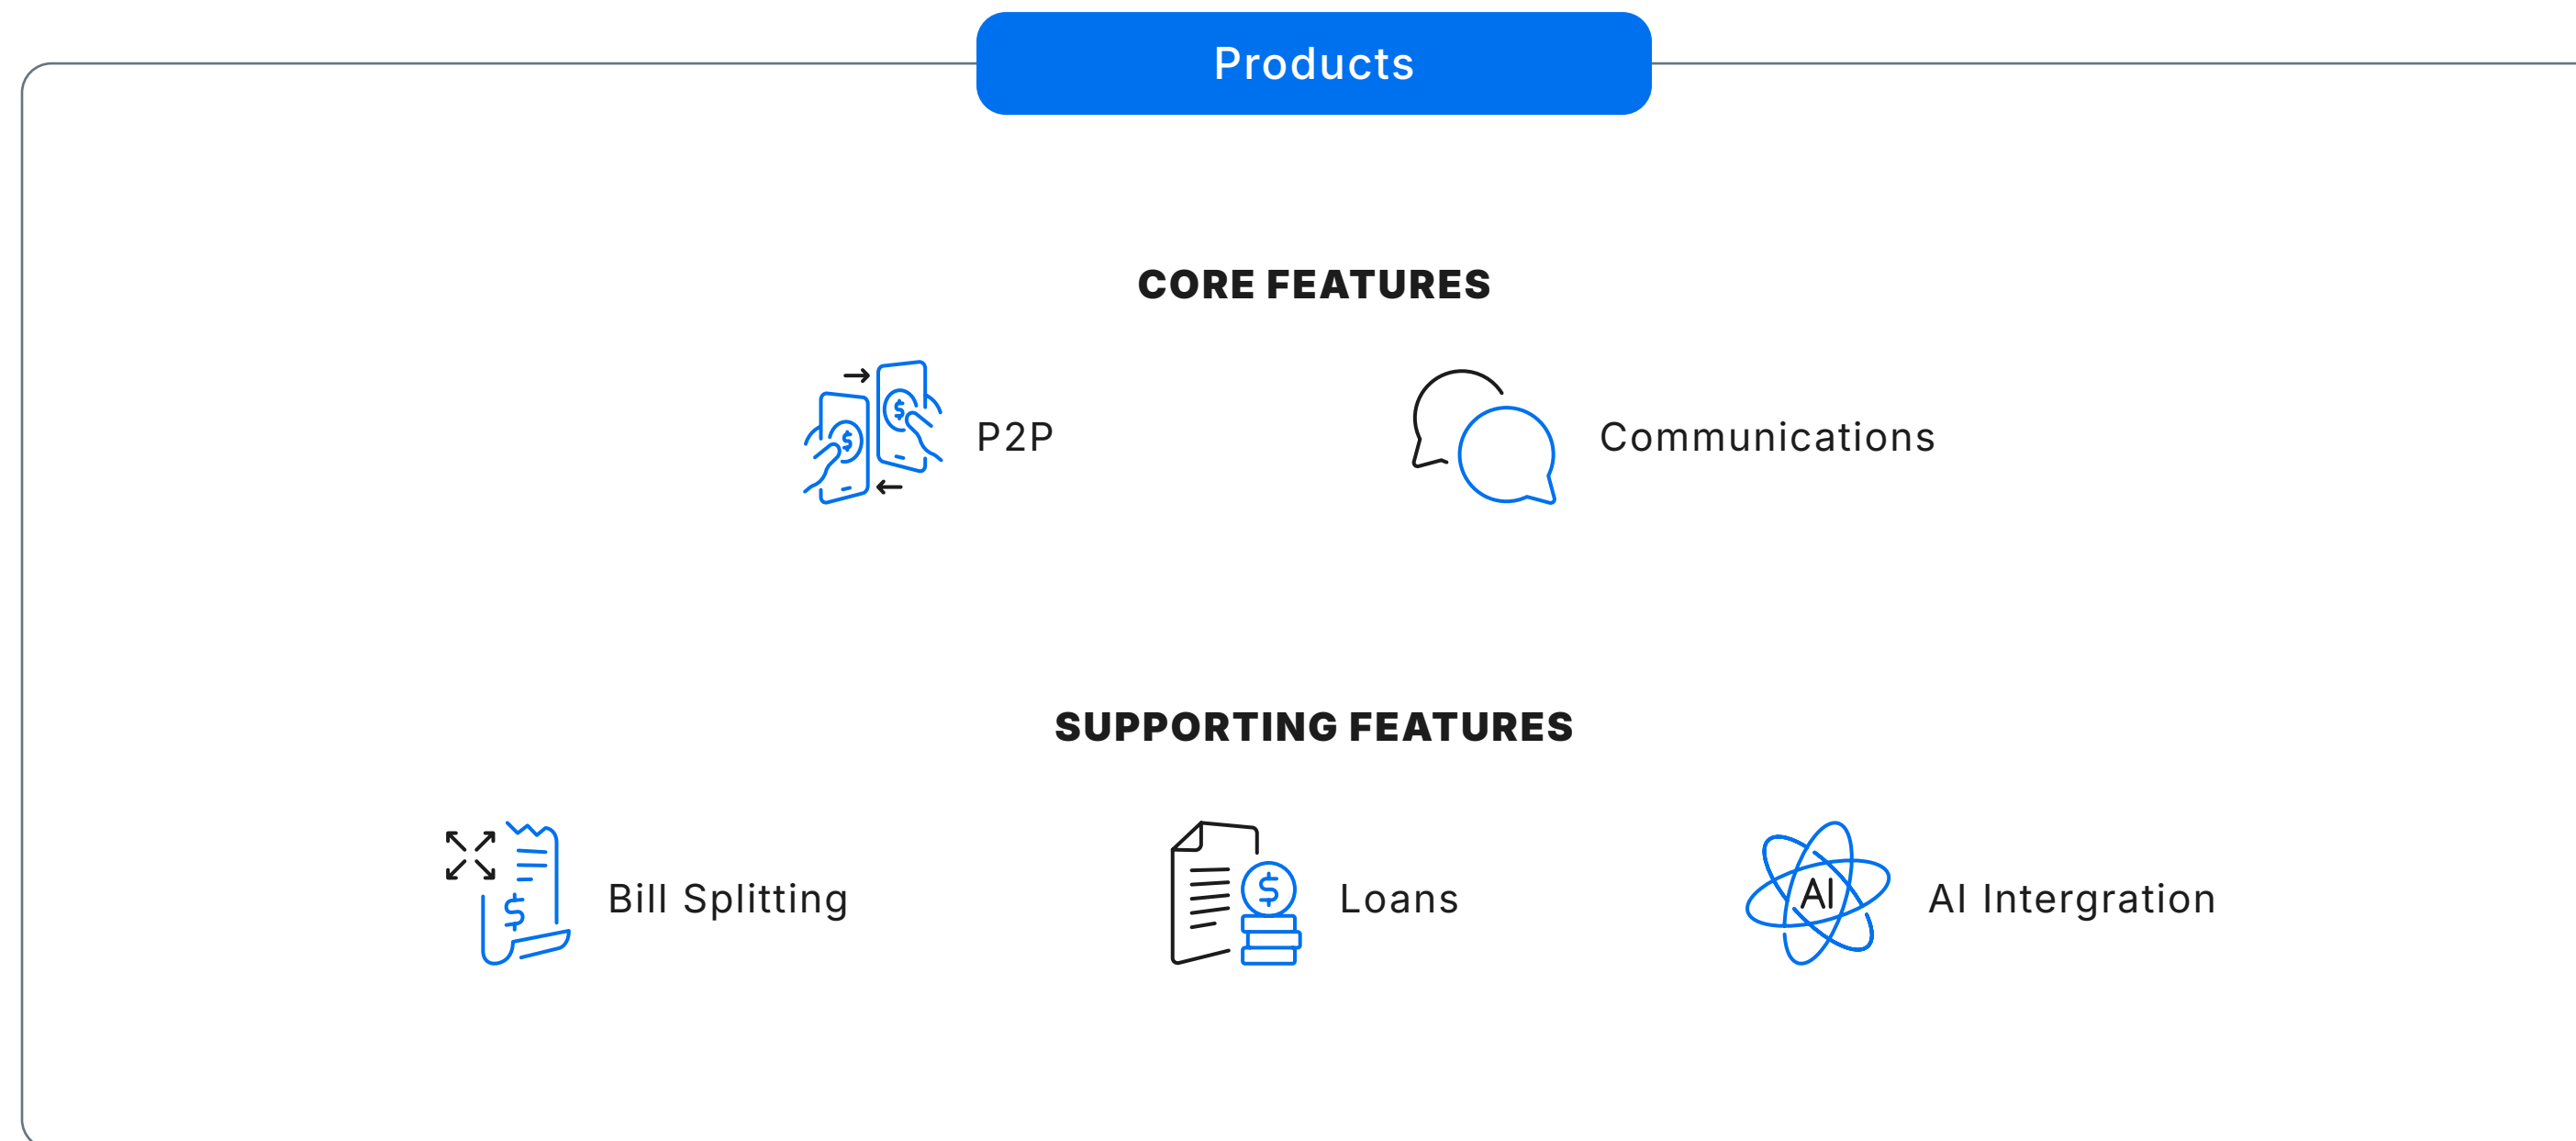 Products
CORE FEATURES
P2P
Communications
SUPPORTING FEATURES
Bill Splitting
Loans
AI
AI Intergration